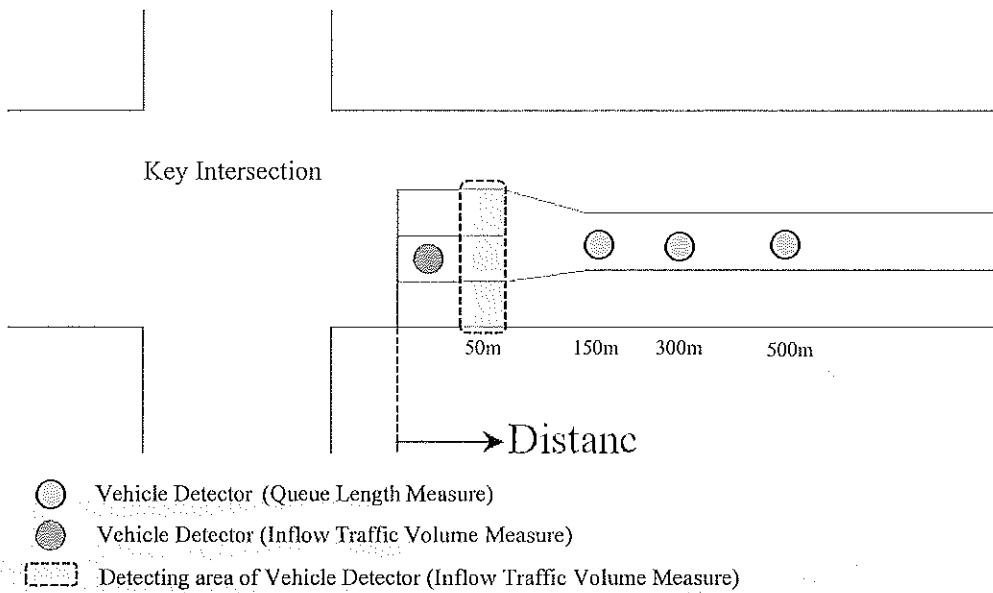 Key Intersection
50m 150m 300m 500m
Distanc
Vehicle Detector (Queue Length Measure)
Vehicle Detector (Inflow Traffic Volume Measure)
Detecting area of Vehicle Detector (Inflow Traffic Volume Measure)